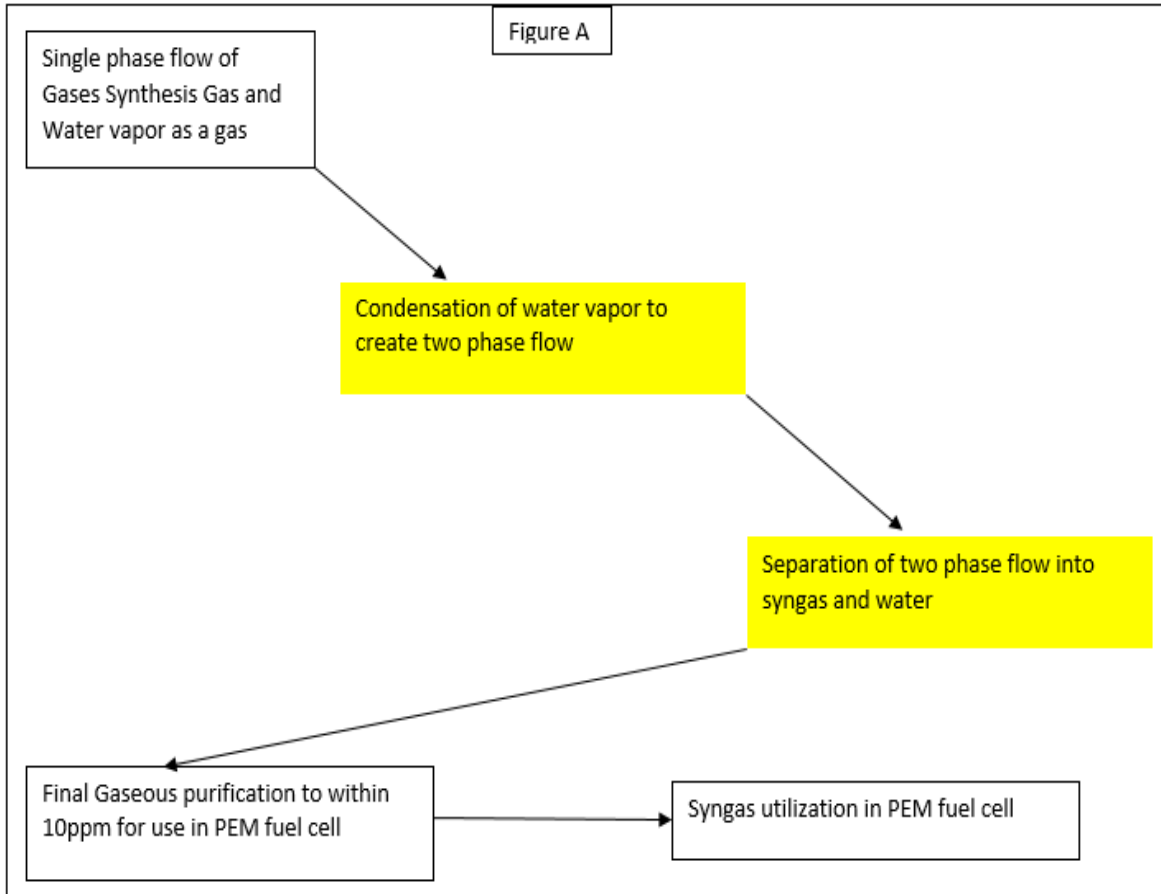 Figure A
Single phase flow of
Gases Synthesis Gas and
Water vapor as a gas
Condensation of water vapor to
create two phase flow
Separation of two phase flow into
syngas and water
Final Gaseous purification to within
10ppm for use in PEM fuel cell
Syngas utilization in PEM fuel cell